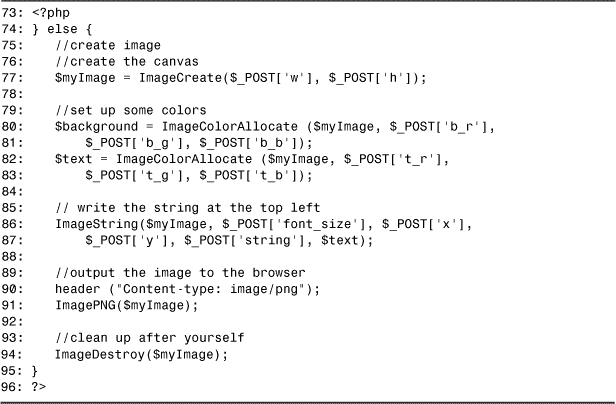 73: <?php
74: } else {
75:    //create image
76:    //create the canvas
77:    $myImage = ImageCreate($_POST['w'], $_POST['h']);
78:
79:    //set up some colors
80:    $background = ImageColorAllocate ($myImage, $_POST['b_r'],
81:        $_POST['b_g'], $_POST['b_b']);
82:    $text = ImageColorAllocate ($myImage, $_POST['t_r'],
83:        $_POST['t_g'], $_POST['t_b']);
84:
85:    // write the string at the top left
86:    ImageString($myImage, $_POST['font_size'], $_POST['x'],
87:        $_POST['y'], $_POST['string'], $text);
88:
89:    //output the image to the browser
90:    header ("Content-type: image/png");
91:    ImagePNG($myImage);
92:
93:    //clean up after yourself
94:    ImageDestroy($myImage);
95: }
96: ?>